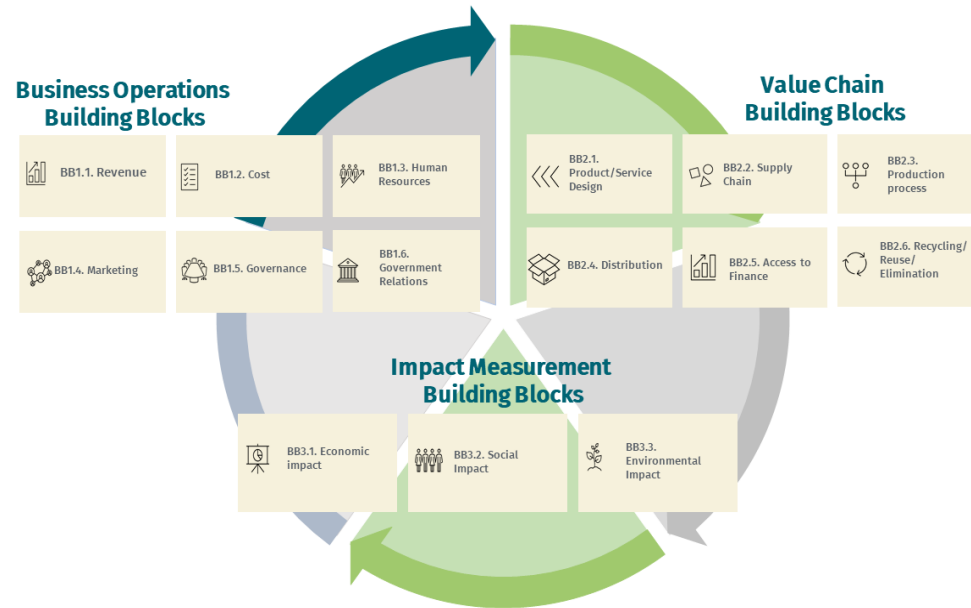 Business Operations
Building Blocks
BB1.1. Revenue
BB1.2. Cost
BB1.3. Human
Resources
BB1.4. Marketing
BB1.5. Governance
BB1.6.
Government
Relations
Value Chain
Building Blocks
BB2.1.
Product/Service
Design
BB2.2. Supply
Chain
BB2.3.
Production
process
BB2.4. Distribution
BB2.5. Access to
Finance
BB2.6. Recycling/
Reuse/
Elimination
Impact Measurement
Building Blocks
BB3.1. Economic
impact
BB3.2. Social
Impact
BB3.3.
Environmental
Impact